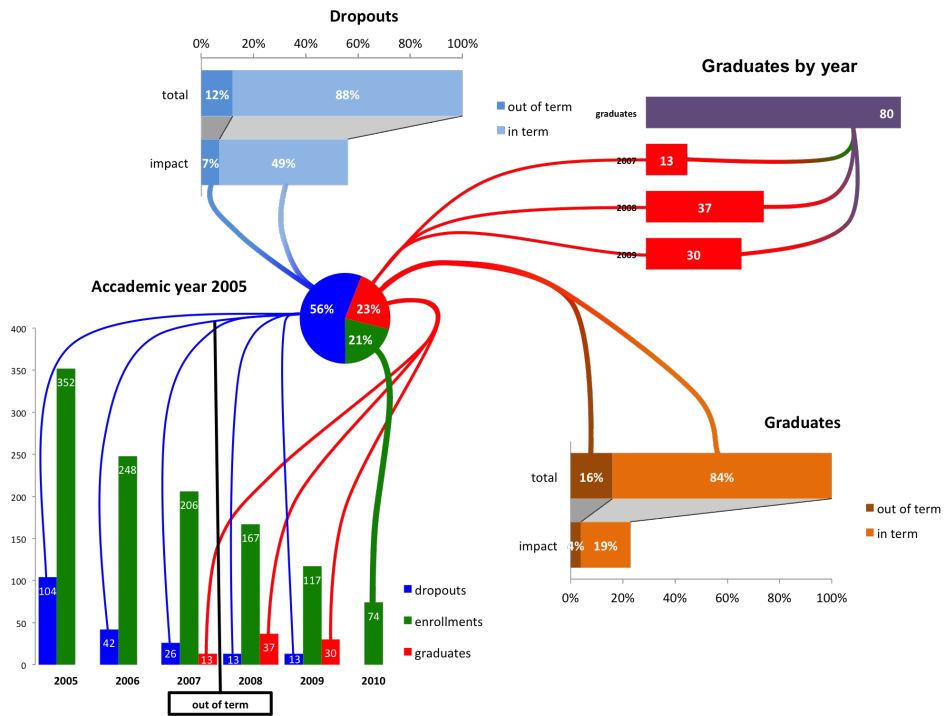 Dropouts
0% 20% 40% 60% 80% 100%
total 12% 88%
impact 7% 49%
out of term
in term
Graduates by year
graduates 80
2007 13
2008 37
2009 30
Accademic year 2005
56% 23%
21%
400
350
300
250
200
150
100
50
0
352
248
206
167
117
74
104
42
26
13
13
13
37
30
2005 2006 2007 2008 2009 2010
out of term
dropouts
enrollments
graduates
Graduates
total 16% 84%
impact 4% 19%
0% 20% 40% 60% 80% 100%
out of term
in term